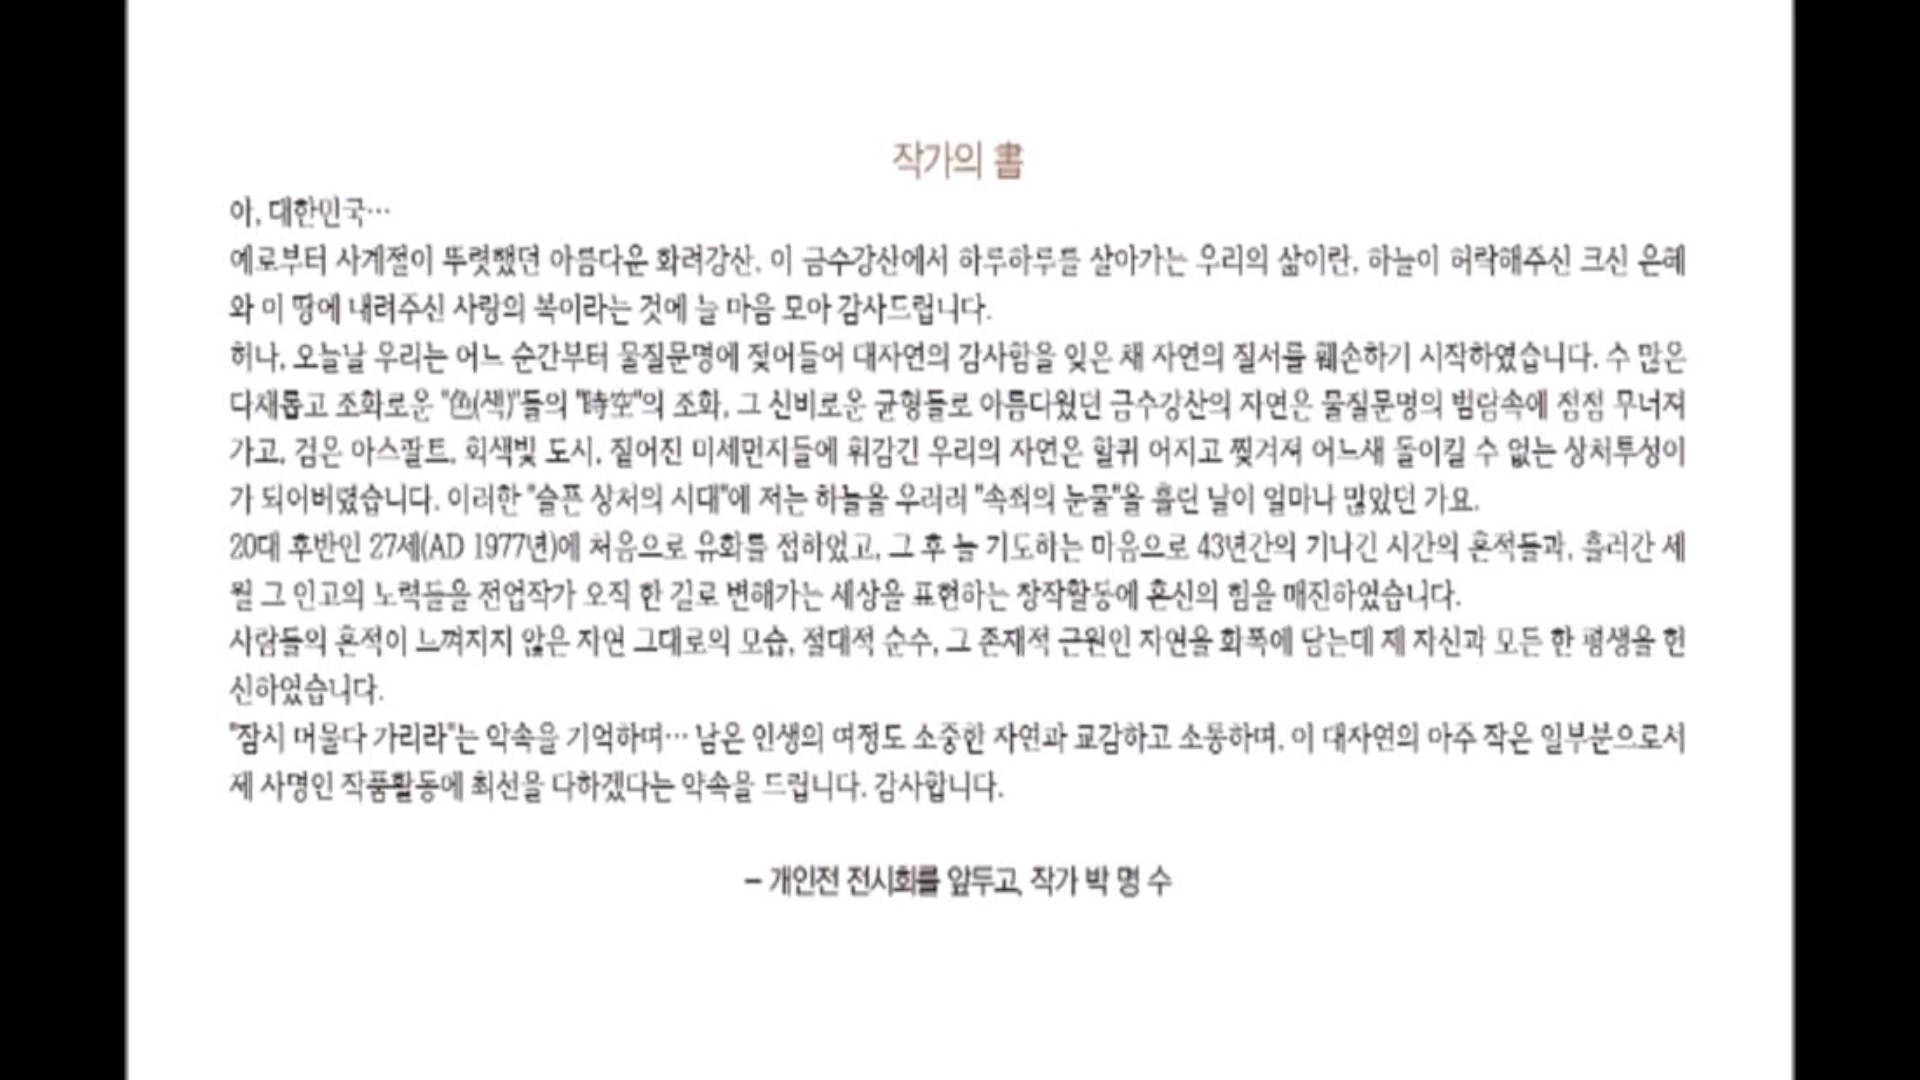 작가의 書
아, 대한민국…
예로부터 사계절이 뚜렷했던 아름다운 화려강산, 이 금수강산에서 하루하루를 살아가는 우리의 삶이란, 하늘이 허락해주신 크신 은혜
와 이 땅에 내려주신 사랑의 복이라는 것에 늘 마음 모아 감사드립니다.
허나, 오늘날 우리는 어느 순간부터 물질문명에 젖어들어 대자연의 감사함을 잊은 채 자연의 질서를 훼손하기 시작하였습니다. 수 많은
다채롭고 조화로운 "色(색)"들의 "時空"의 조화, 그 신비로운 균형들로 아름다웠던 금수강산의 자연은 물질문명의 범람속에 점점 무너져
가고, 검은 아스팔트, 회색빛 도시, 짙어진 미세먼지들에 휘감긴 우리의 자연은 할퀴 어지고 찢겨져 어느새 돌이킬 수 없는 상처투성이
가 되어버렸습니다. 이러한 "슬픈 상처의 시대"에 저는 하늘을 우러러 "속죄의 눈물"을 흘린 날이 얼마나 많았던 가요.
20대 후반인 27세(AD 1977년)에 처음으로 유화를 접하었고, 그 후 늘 기도하는 마음으로 43년간의 기나긴 시간의 흔적들과, 흘러간 세
월 그 인고의 노력들을 전업작가 오직 한 길로 변해가는 세상을 표현하는 창작활동에 혼신의 힘을 매진하였습니다.
사람들의 흔적이 느껴지지 않은 자연 그대로의 모습, 절대적 순수, 그 존재적 근원인 자연을 화폭에 담는데 제 자신과 모든 한 평생을 헌
신하였습니다.
"잠시 머물다 가리라"는 약속을 기억하며… 남은 인생의 여정도 소중한 자연과 교감하고 소통하며, 이 대자연의 아주 작은 일부분으로서
제 사명인 작품활동에 최선을 다하겠다는 약속을 드립니다. 감사합니다.
– 개인전 전시회를 앞두고, 작가 박 명 수